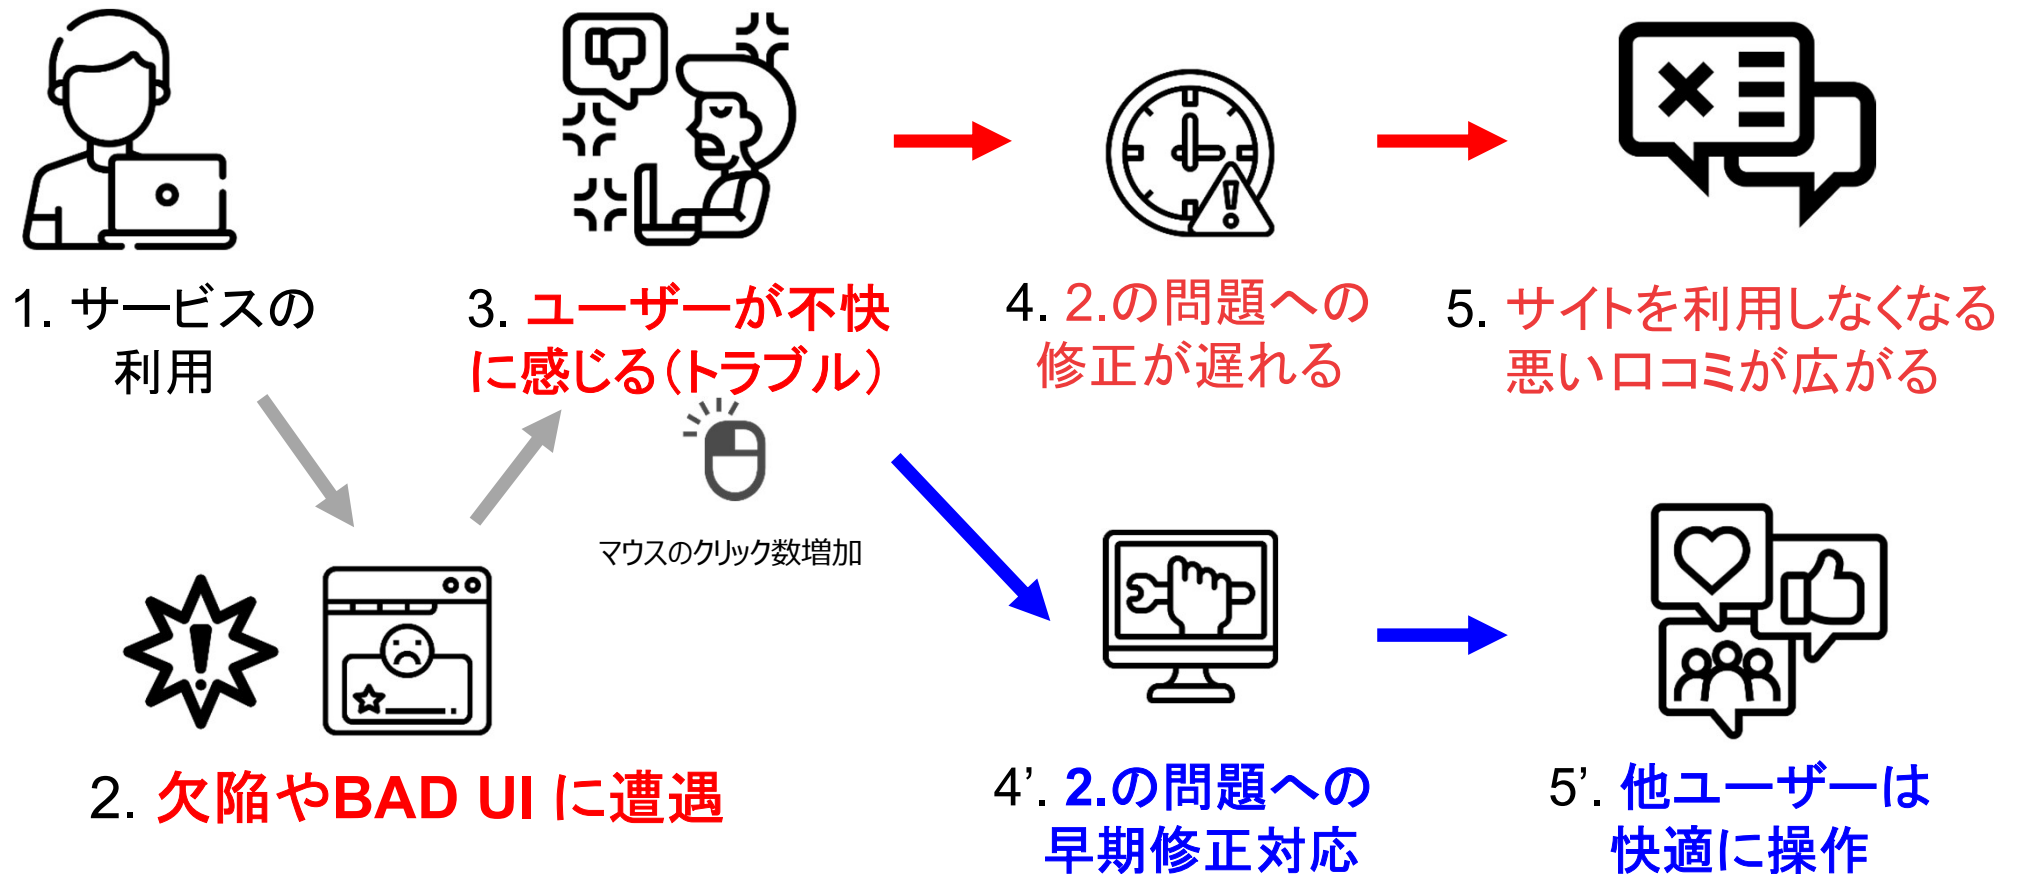 1. サービスの
利用
2. 欠陥やBAD UI に遭遇
3. ユーザーが不快
に感じる(トラブル)
マウスのクリック数増加
4. 2.の問題への
修正が遅れる
5. サイトを利用しなくなる
悪い口コミが広がる
4’. 2.の問題への
早期修正対応
5’. 他ユーザーは
快適に操作